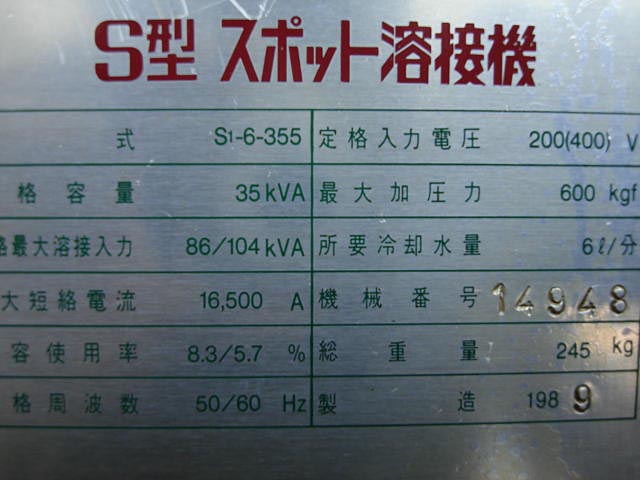 S型 スポット溶接機
式 S1-6-355 定格入力電圧 200(400) V
格容量 35kVA 最大加圧力 600 kgf
格最大溶接入力 86/104kVA 所要冷却水量 6ℓ/分
大短絡電流 16,500 A 機械番号 14948
容使用率 8.3/5.7 % 総重量 245 kg
格周波数 50/60 Hz 製造 1989